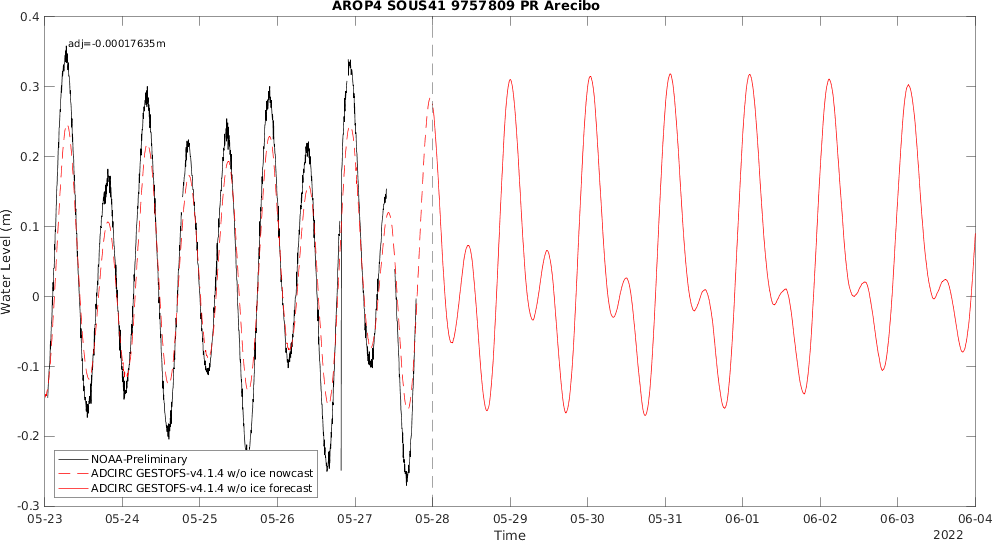 AROP4 SOUS41 9757809 PR Arecibo
adj=-0.00017635m
Water Level (m)
0.4
0.3
0.2
0.1
0
-0.1
-0.2
-0.3
NOAA-Preliminary
ADCIRC GESTOFS-v4.1.4 w/o ice nowcast
ADCIRC GESTOFS-v4.1.4 w/o ice forecast
05-23 05-24 05-25 05-26 05-27 05-28 05-29 05-30 05-31 06-01 06-02 06-03 06-04
Time
2022